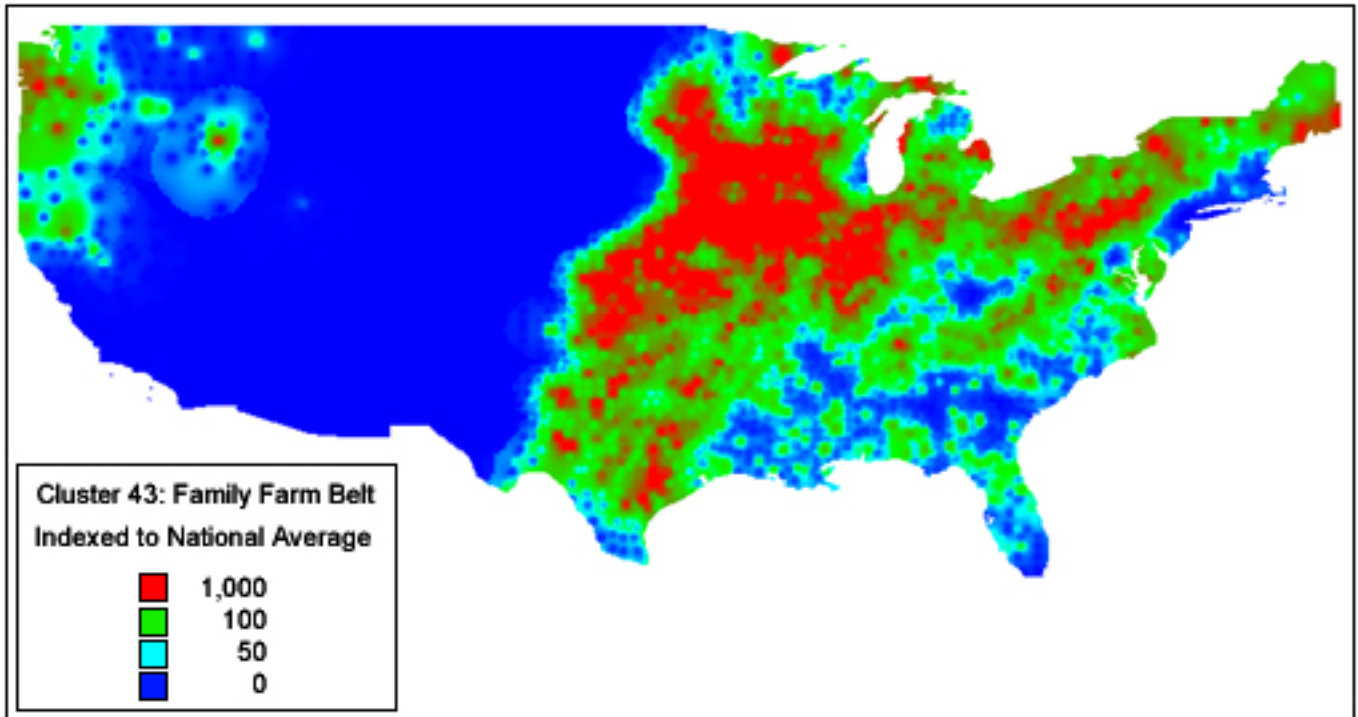 Cluster 43: Family Farm Belt
Indexed to National Average
1,000
100
50
0